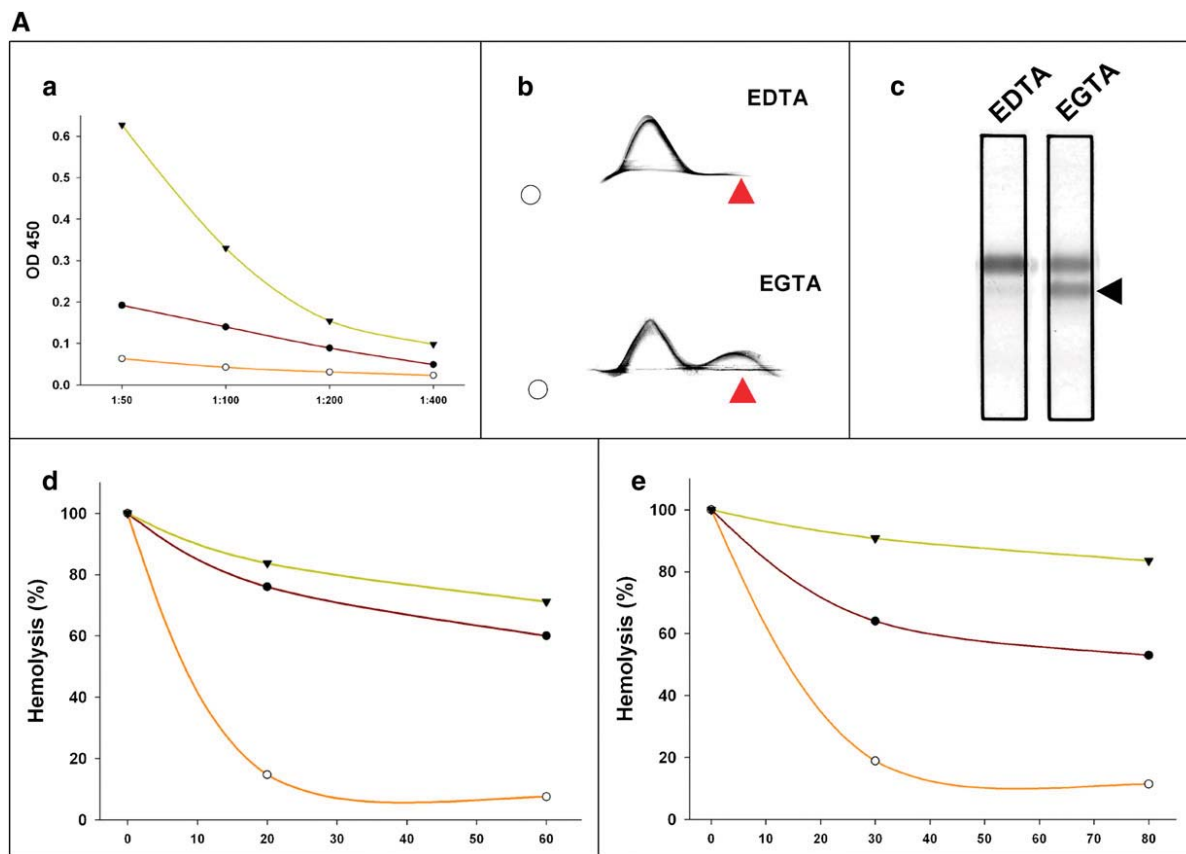 A
a
OD 450
0.6
0.5
0.4
0.3
0.2
0.1
0.0
1:50 1:100 1:200 1:400
b
EDTA
EGTA
c
EDTA EGTA
d
Hemolysis (%)
100
80
60
40
20
0
0 10 20 30 40 50 60
e
Hemolysis (%)
100
80
60
40
20
0
0 10 20 30 40 50 60 70 80